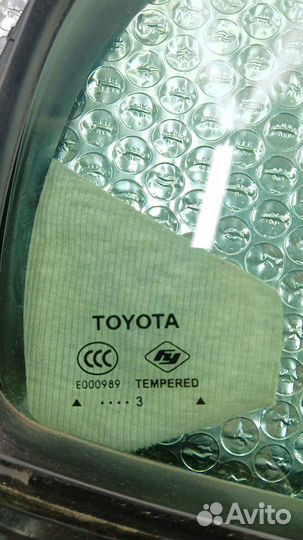 TOYOTA
CCC
E000989 TEMPERED
▲ ···· 3 ▲
Avito